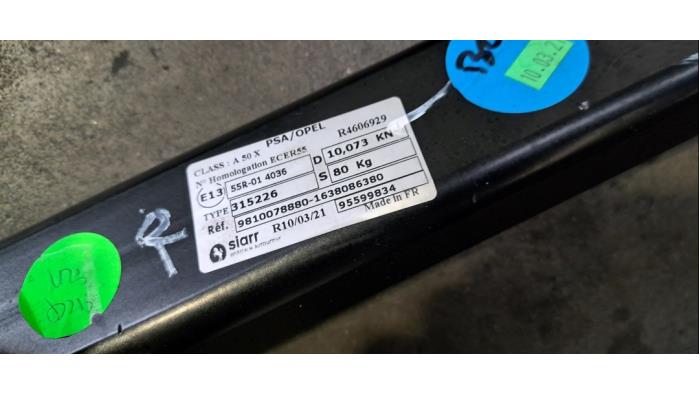 PSA/OPEL
CLASS : A 50 X R4606929
N° Homologation ECER55
E13 55R-01 4036 D 10,073 KN
TYPE 315226 S 80 Kg
Réf. 9810078880-1638086380
R10/03/21 95599834
siarr Made in FR
10.03.2